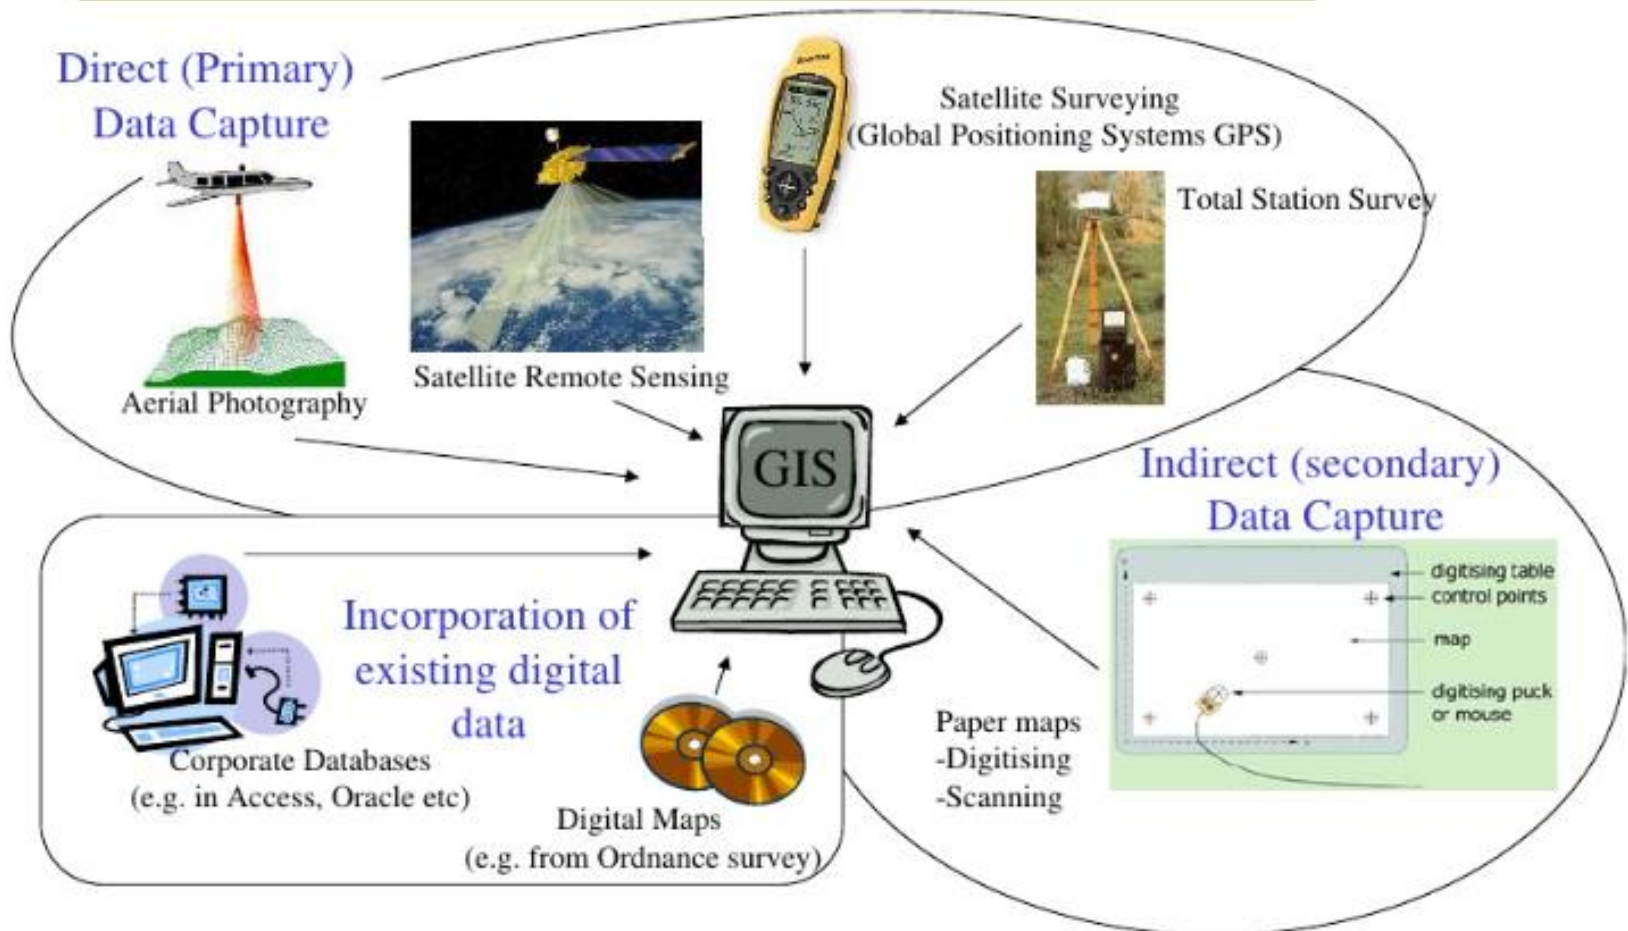 Direct (Primary)
Data Capture
Satellite Surveying
(Global Positioning Systems GPS)
Total Station Survey
Satellite Remote Sensing
Aerial Photography
GIS
Indirect (secondary)
Data Capture
digitising table
control points
map
digitising puck
or mouse
Paper maps
-Digitising
-Scanning
Incorporation of
existing digital
data
Corporate Databases
(e.g. in Access, Oracle etc)
Digital Maps
(e.g. from Ordnance survey)